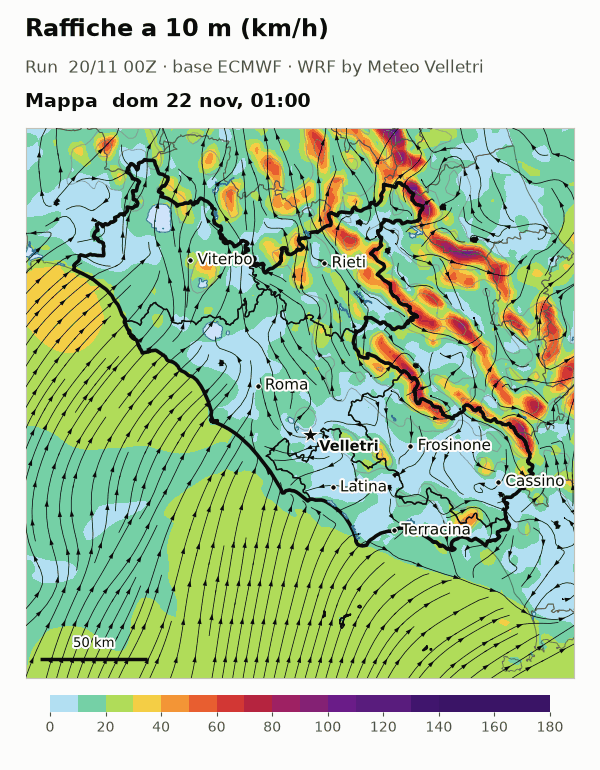 Raffiche a 10 m (km/h)
Run  20/11 00Z · base ECMWF · WRF by Meteo Velletri
Mappa  dom 22 nov, 01:00
Viterbo
Rieti
Roma
Velletri
Frosinone
Latina
Cassino
Terracina
50 km
0 20 40 60 80 100 120 140 160 180